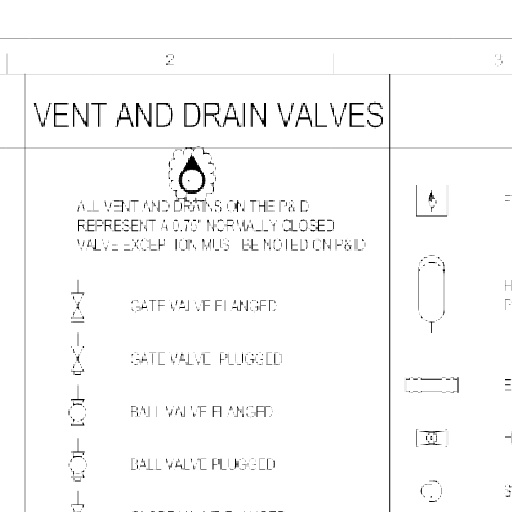 2
3
VENT AND DRAIN VALVES
ALL VENT AND DRAINS ON THE P&ID
REPRESENT A 0.75" NORMALLY CLOSED
VALVE EXCEPTION MUST BE NOTED ON P&ID
GATE VALVE FLANGED
GATE VALVE PLUGGED
BALL VALVE FLANGED
BALL VALVE PLUGGED